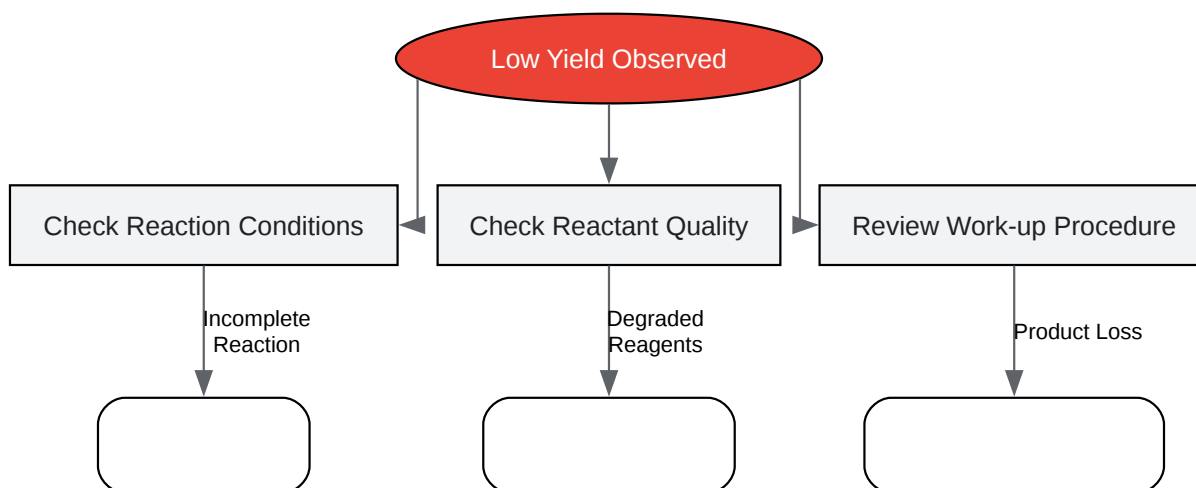 Low Yield Observed
Check Reaction Conditions
Check Reactant Quality
Review Work-up Procedure
Incomplete
Reaction
Degraded
Reagents
Product Loss